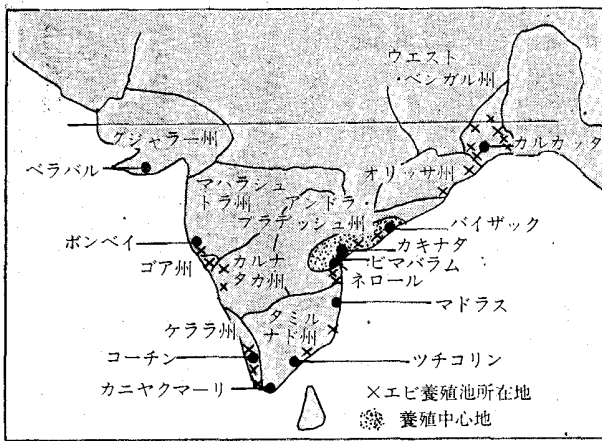 ウエスト
・ベンガル州
グジャラー州
カルカッタ
ベラバル
オリッサ州
マハラシュ
トラ州
アンドラ・
プラデッシュ州
バイザック
ボンベイ
カキナタ
ビマバラム
ゴア州
カルナ
タカ州
ネロール
マドラス
タミル
ナド州
ケララ州
コーチン
ツチコリン
カニヤクマーリ
×エビ養殖池所在地
養殖中心地